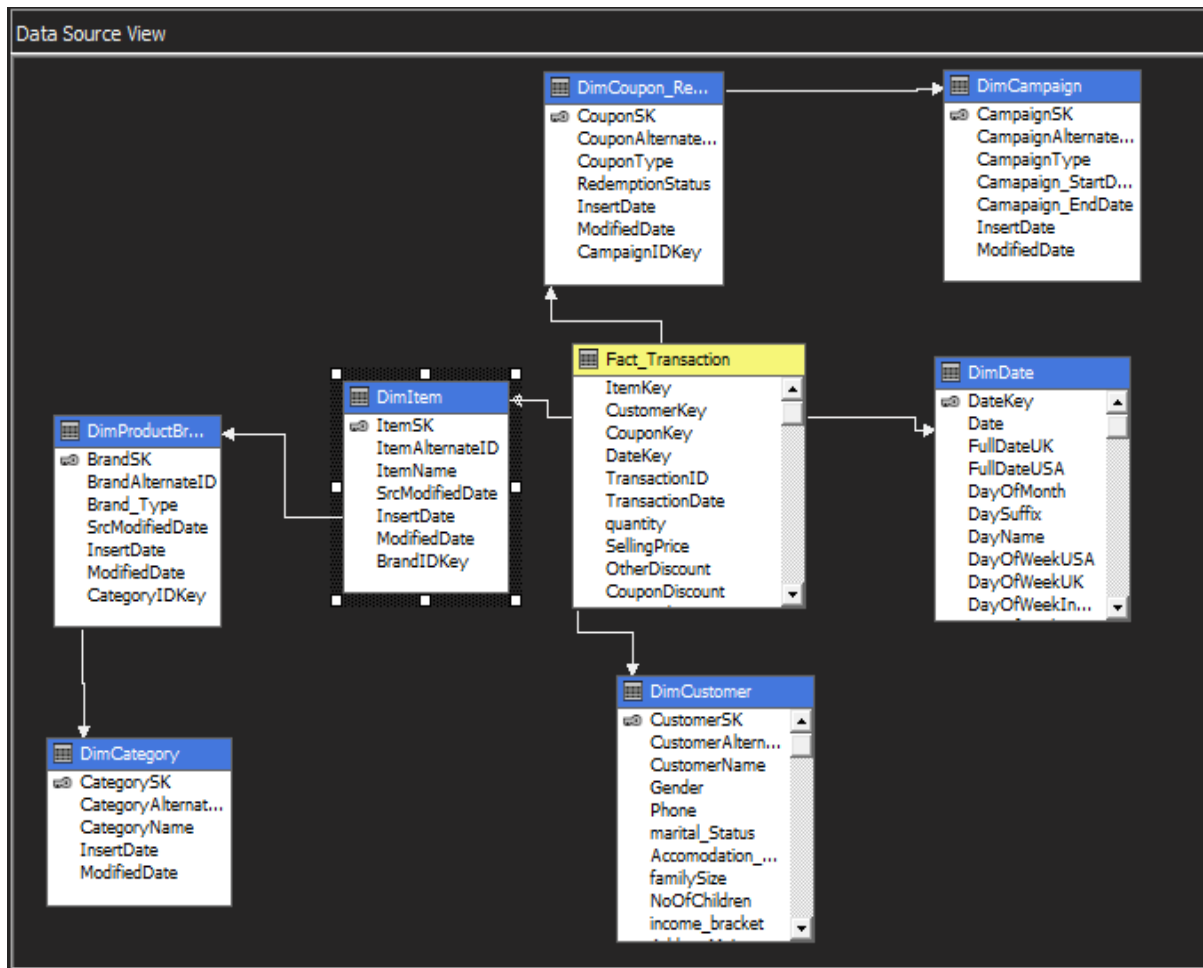 Data Source View
DimCoupon_Re...
CouponSK
CouponAlternate...
CouponType
RedemptionStatus
InsertDate
ModifiedDate
CampaignIDKey
DimCampaign
CampaignSK
CampaignAlternate...
CampaignType
Camapaign_StartD...
Camapaign_EndDate
InsertDate
ModifiedDate
Fact_Transaction
ItemKey
CustomerKey
CouponKey
DateKey
TransactionID
TransactionDate
quantity
SellingPrice
OtherDiscount
CouponDiscount
DimDate
DateKey
Date
FullDateUK
FullDateUSA
DayOfMonth
DaySuffix
DayName
DayOfWeekUSA
DayOfWeekUK
DayOfWeekIn...
DimItem
ItemSK
ItemAlternateID
ItemName
SrcModifiedDate
InsertDate
ModifiedDate
BrandIDKey
DimProductBr...
BrandSK
BrandAlternateID
Brand_Type
SrcModifiedDate
InsertDate
ModifiedDate
CategoryIDKey
DimCategory
CategorySK
CategoryAlternat...
CategoryName
InsertDate
ModifiedDate
DimCustomer
CustomerSK
CustomerAltern...
CustomerName
Gender
Phone
marital_Status
Accomodation_...
familySize
NoOfChildren
income_bracket